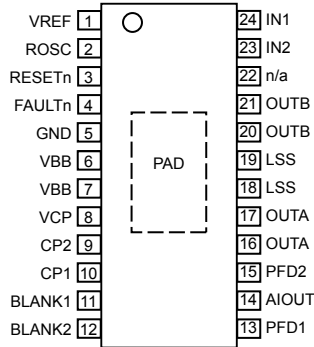 VREF 1
ROSC 2
RESETn 3
FAULTn 4
GND 5
VBB 6
VBB 7
VCP 8
CP2 9
CP1 10
BLANK1 11
BLANK2 12
PAD
24 IN1
23 IN2
22 n/a
21 OUTB
20 OUTB
19 LSS
18 LSS
17 OUTA
16 OUTA
15 PFD2
14 AIOUT
13 PFD1